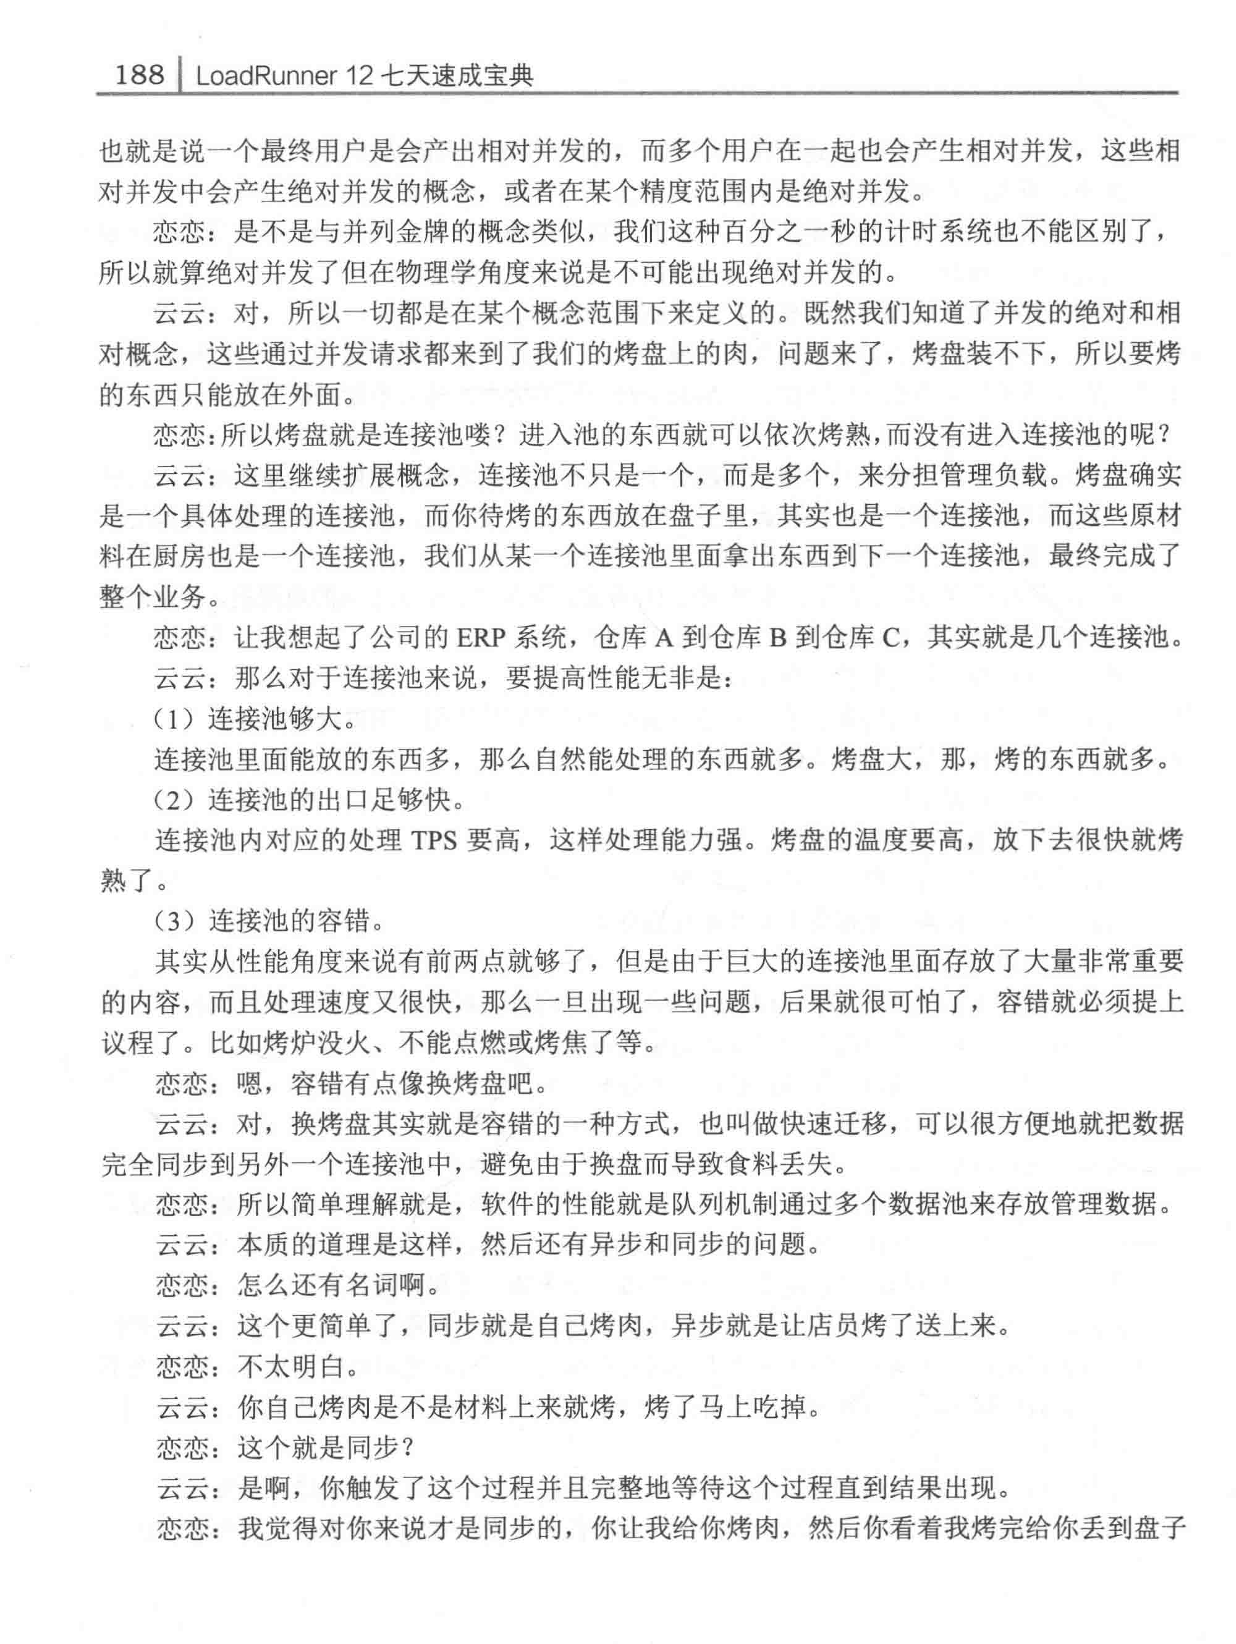 188 LoadRunner 12 七天速成宝典
也就是说一个最终用户是会产出相对并发的，而多个用户在一起也会产生相对并发，这些相
对并发中会产生绝对并发的概念，或者在某个精度范围内是绝对并发。
恋恋：是不是与并列金牌的概念类似，我们这种百分之一秒的计时系统也不能区别了，
所以就算绝对并发了但在物理学角度来说是不可能出现绝对并发的。
云云：对，所以一切都是在某个概念范围下来定义的。既然我们知道了并发的绝对和相
对概念，这些通过并发请求都来到了我们的烤盘上的肉，问题来了，烤盘装不下，所以要烤
的东西只能放在外面。
恋恋：所以烤盘就是连接池喽？进入池的东西就可以依次烤熟，而没有进入连接池的呢？
云云：这里继续扩展概念，连接池不只是一个，而是多个，来分担管理负载。烤盘确实
是一个具体处理的连接池，而你待烤的东西放在盘子里，其实也是一个连接池，而这些原材
料在厨房也是一个连接池，我们从某一个连接池里面拿出东西到下一个连接池，最终完成了
整个业务。
恋恋：让我想起了公司的 ERP 系统，仓库 A 到仓库 B 到仓库 C，其实就是几个连接池。
云云：那么对于连接池来说，要提高性能无非是：
（1）连接池够大。
连接池里面能放的东西多，那么自然能处理的东西就多。烤盘大，那，烤的东西就多。
（2）连接池的出口足够快。
连接池内对应的处理 TPS 要高，这样处理能力强。烤盘的温度要高，放下去很快就烤
熟了。
（3）连接池的容错。
其实从性能角度来说有前两点就够了，但是由于巨大的连接池里面存放了大量非常重要
的内容，而且处理速度又很快，那么一旦出现一些问题，后果就很可怕了，容错就必须提上
议程了。比如烤炉没火、不能点燃或烤焦了等。
恋恋：嗯，容错有点像换烤盘吧。
云云：对，换烤盘其实就是容错的一种方式，也叫做快速迁移，可以很方便地就把数据
完全同步到另外一个连接池中，避免由于换盘而导致食料丢失。
恋恋：所以简单理解就是，软件的性能就是队列机制通过多个数据池来存放管理数据。
云云：本质的道理是这样，然后还有异步和同步的问题。
恋恋：怎么还有名词啊。
云云：这个更简单了，同步就是自己烤肉，异步就是让店员烤了送上来。
恋恋：不太明白。
云云：你自己烤肉是不是材料上来就烤，烤了马上吃掉。
恋恋：这个就是同步？
云云：是啊，你触发了这个过程并且完整地等待这个过程直到结果出现。
恋恋：我觉得对你来说才是同步的，你让我给你烤肉，然后你看着我烤完给你丢到盘子